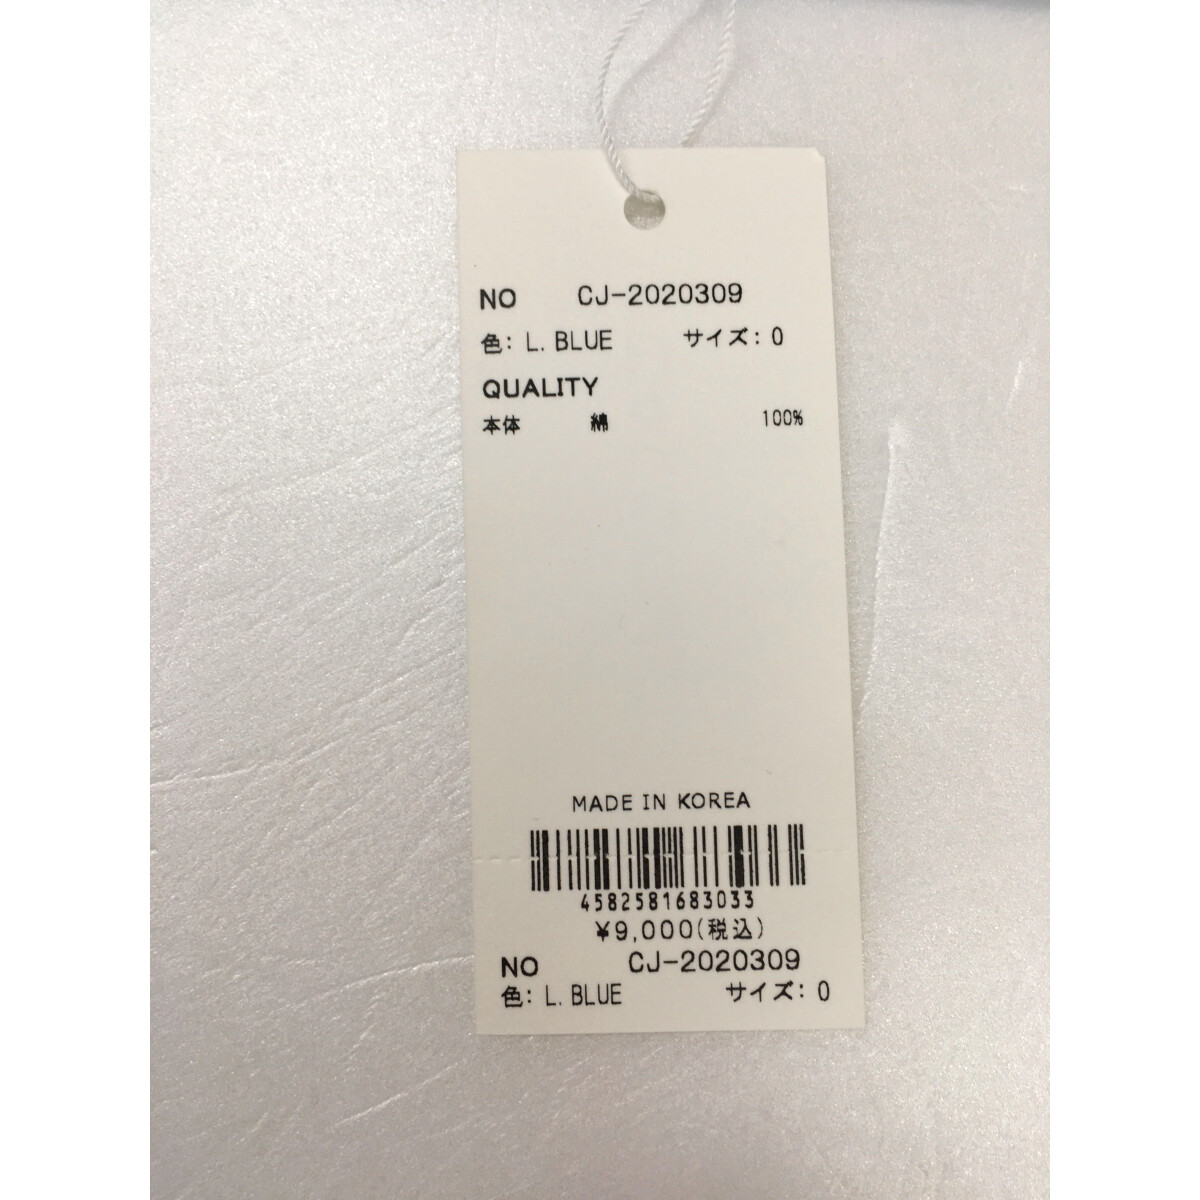 NO CJ-2020309
色: L. BLUE サイズ: 0
QUALITY
本体 綿 100%
MADE IN KOREA
4582581683033
¥9,000(税込)
NO CJ-2020309
色: L. BLUE サイズ: 0